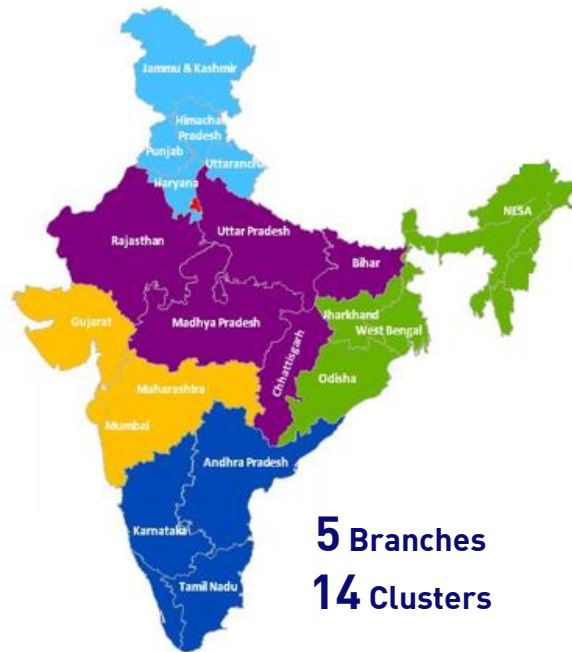 Jammu & Kashmir
Himachal
Pradesh
Punjab
Uttaranchal
Haryana
NESA
Rajasthan
Uttar Pradesh
Bihar
Gujarat
Madhya Pradesh
Jharkhand
West Bengal
Chhattisgarh
Odisha
Maharashtra
Mumbai
Andhra Pradesh
Karnataka
Tamil Nadu
5 Branches
14 Clusters